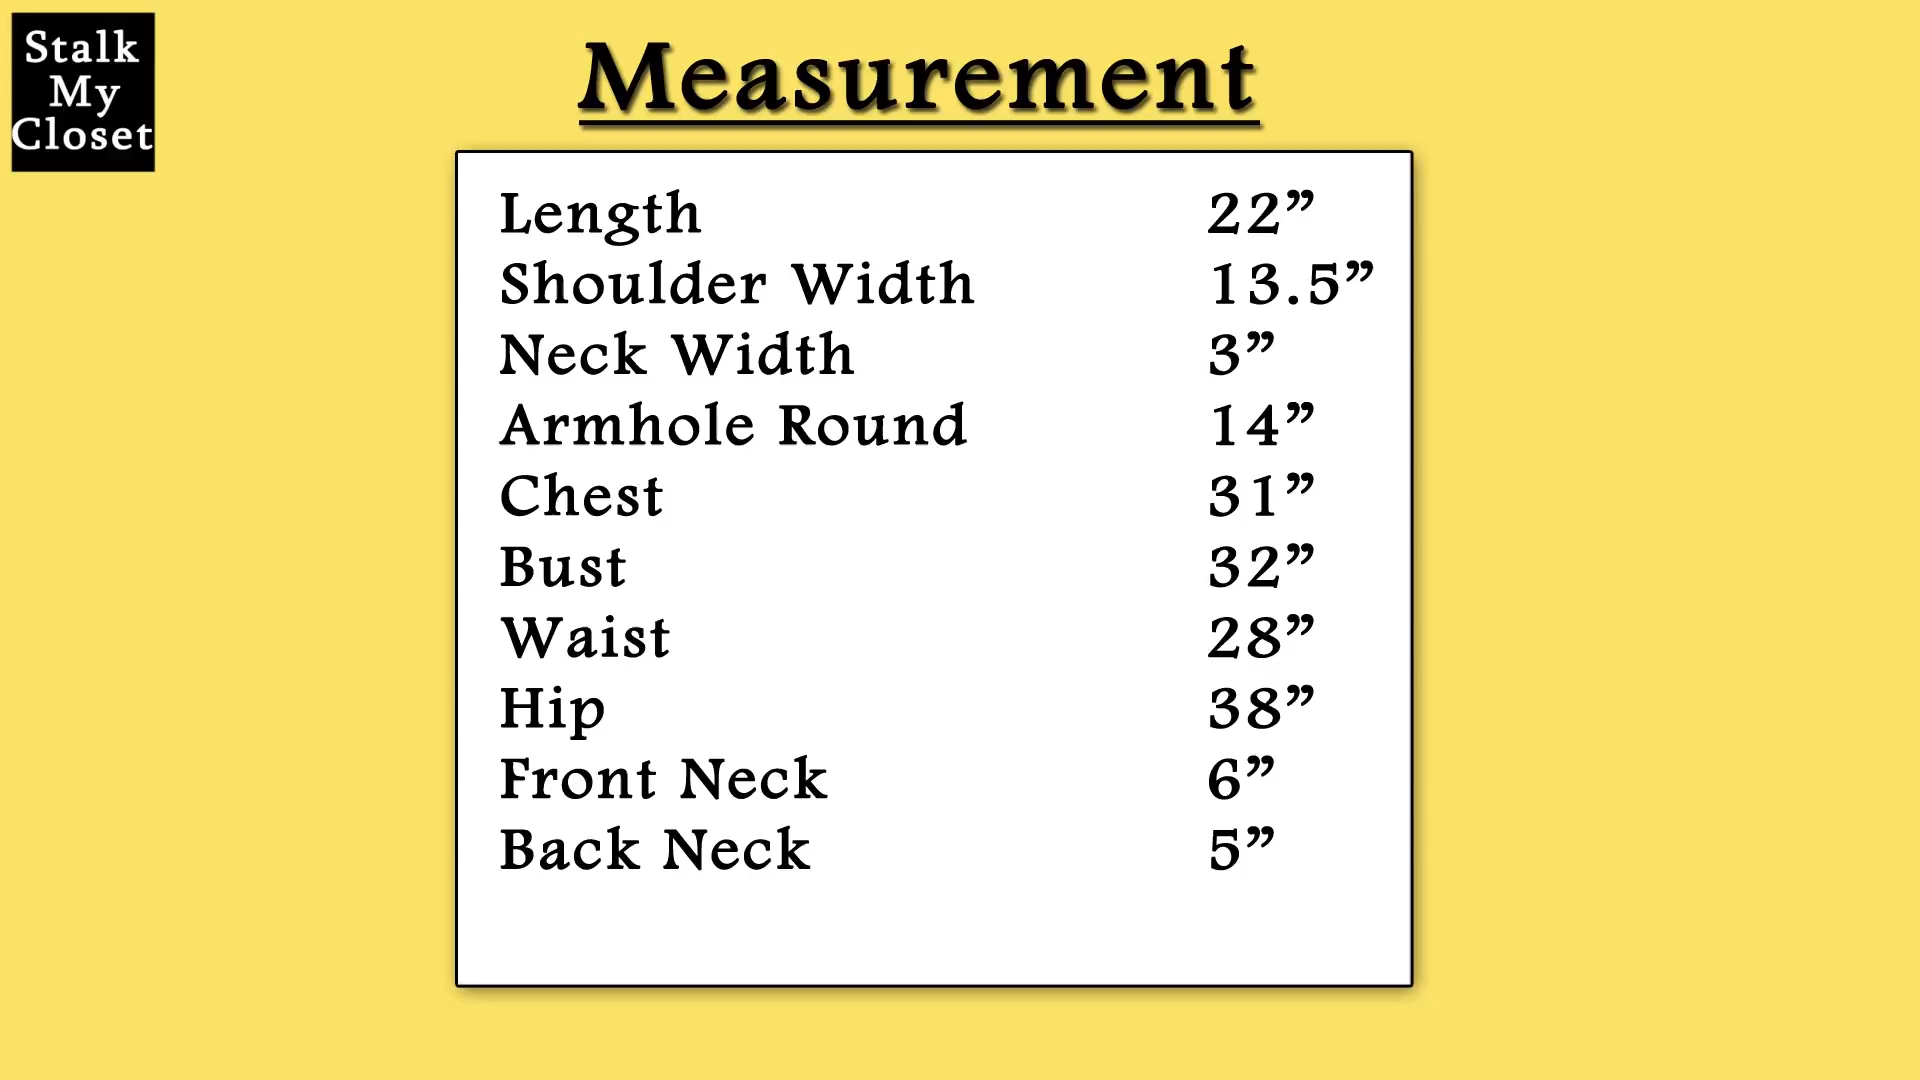 Stalk
My
Closet
Measurement
Length 22”
Shoulder Width 13.5”
Neck Width 3”
Armhole Round 14”
Chest 31”
Bust 32”
Waist 28”
Hip 38”
Front Neck 6”
Back Neck 5”